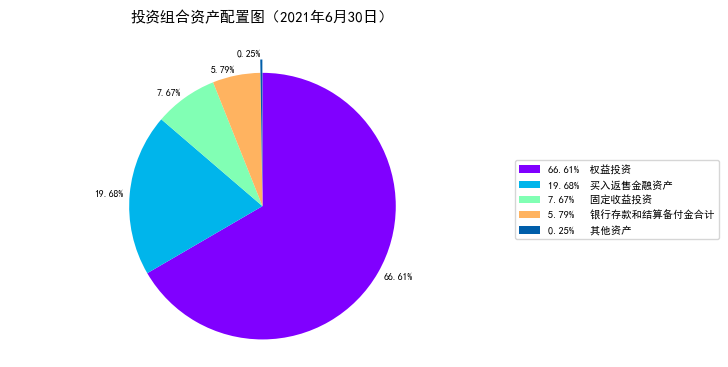 投资组合资产配置图（2021年6月30日）
0.25%
5.79%
7.67%
19.68%
66.61%
66.61% 权益投资
19.68% 买入返售金融资产
7.67% 固定收益投资
5.79% 银行存款和结算备付金合计
0.25% 其他资产